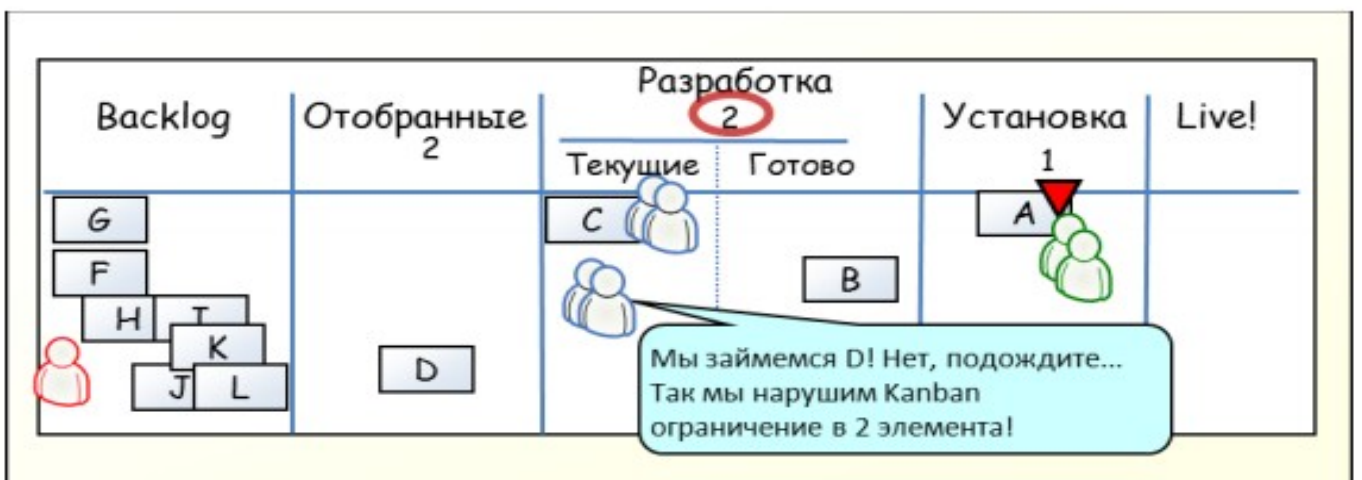 Backlog
Отобранные
2
Разработка
2
Текущие
Готово
Установка
1
Live!
G
F
H
K
J
L
D
C
B
A
Мы займемся D! Нет, подождите...
Так мы нарушим Kanban
ограничение в 2 элемента!